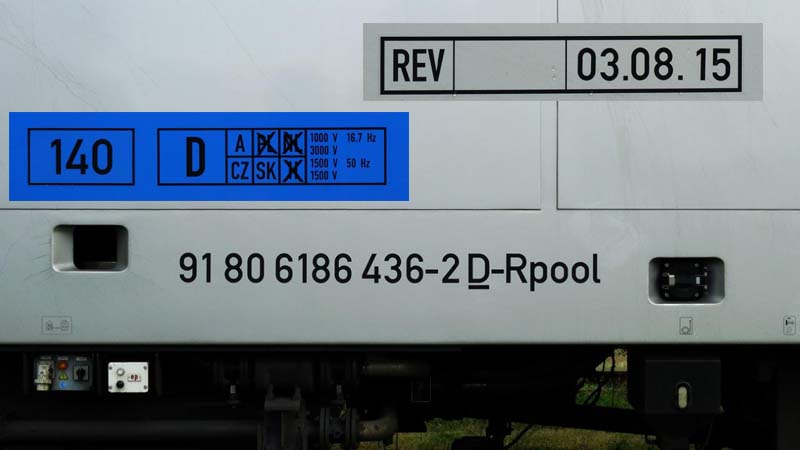 REV 03.08.15
140 D A 1000 V 16.7 Hz
3000 V
CZ SK 1500 V 50 Hz
1500 V
91 80 6186 436-2 D-Rpool